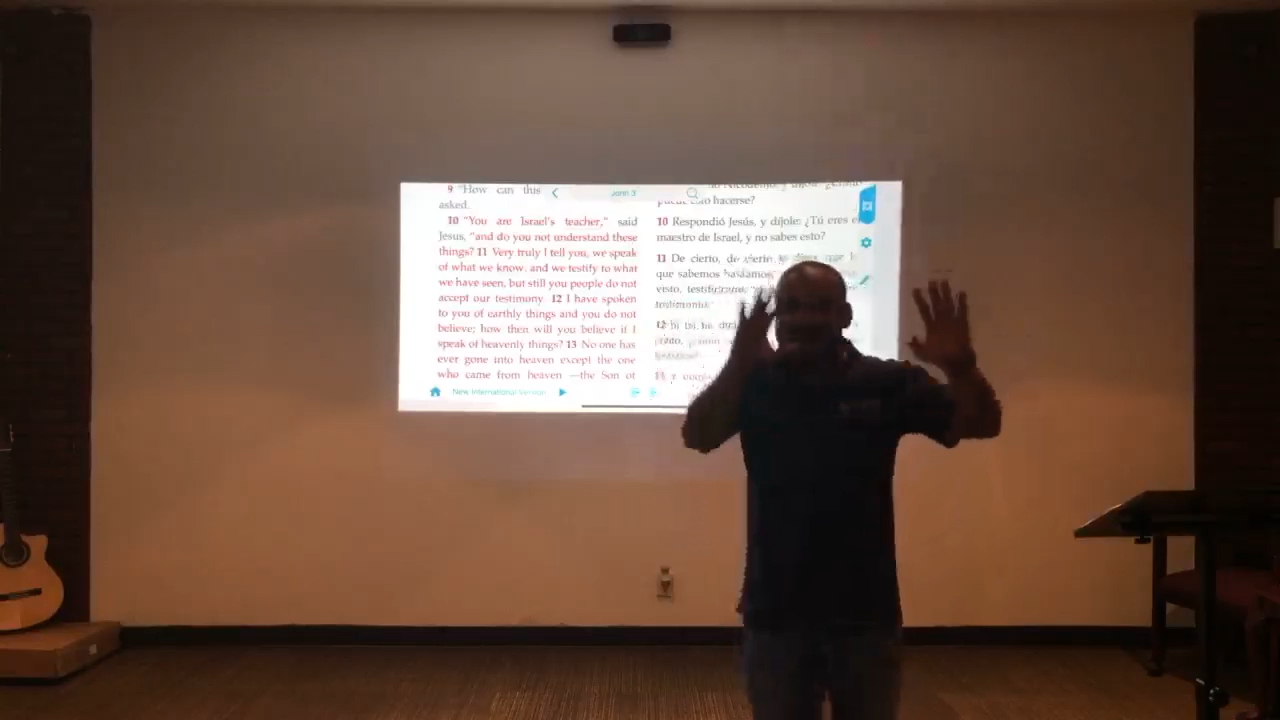 9 "How can this
asked.
10 "You are Israel's teacher," said
Jesus, "and do you not understand these
things? 11 Very truly I tell you, we speak
of what we know, and we testify to what
we have seen, but still you people do not
accept our testimony. 12 I have spoken
to you of earthly things and you do not
believe; how then will you believe if I
speak of heavenly things? 13 No one has
ever gone into heaven except the one
who came from heaven —the Son of
New International Version
John 3
hacerse?
10 Respondió Jesús, y díjole: ¿Tú eres
maestro de Israel, y no sabes esto?
11 De cierto, de cierto te
que sabemos hablamos,
visto,
12
13 Y